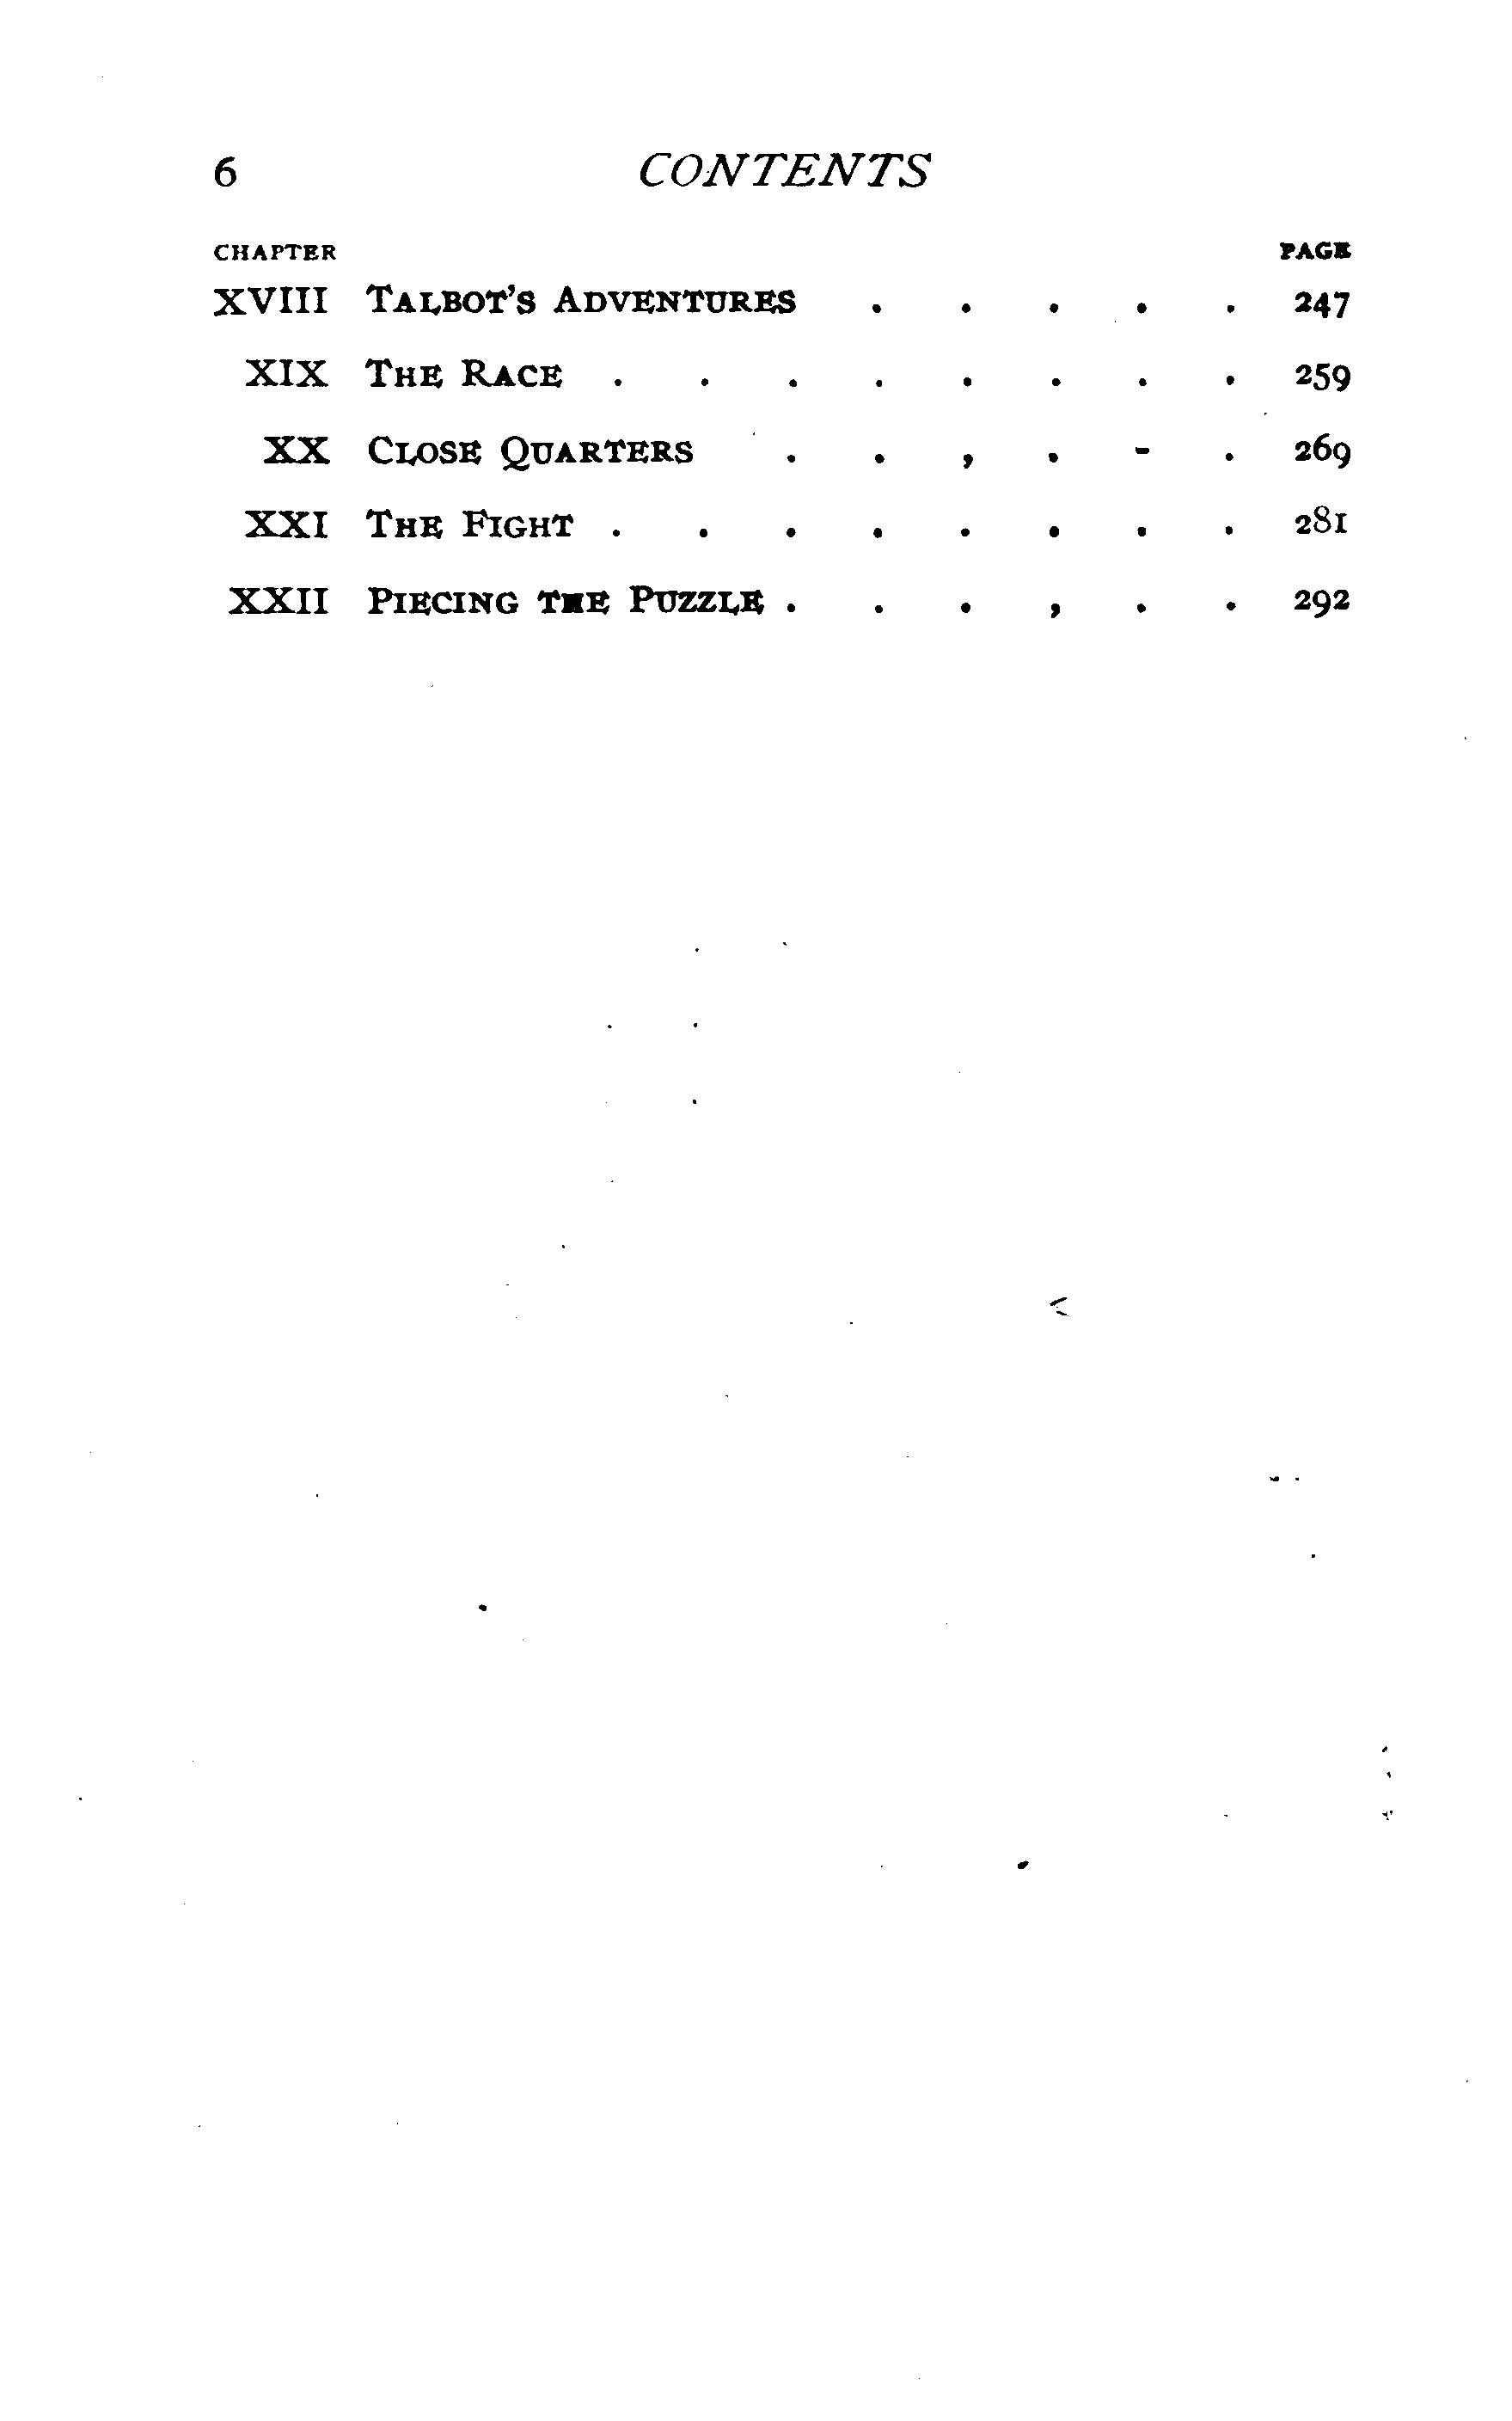 6 CONTENTS
CHAPTER PAGE
XVIII TALBOT'S ADVENTURES . . . . . 247
XIX THE RACE . . . . . . . . 259
XX CLOSE QUARTERS . . , . - . 269
XXI THE FIGHT . . . . . . . . 281
XXII PIECING THE PUZZLE . . . , . . 292